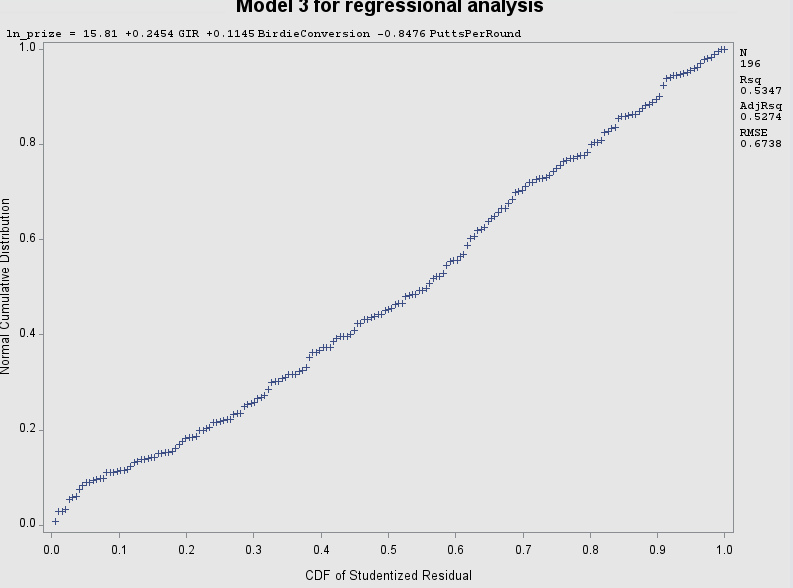 Model 3 for regressional analysis
ln_prize = 15.81 +0.2454 GIR +0.1145 BirdieConversion -0.8476 PuttsPerRound
1.0
0.8
0.6
0.4
0.2
0.0
Normal Cumulative Distribution
N
196
Rsq
0.5347
AdjRsq
0.5274
RMSE
0.6738
0.0 0.1 0.2 0.3 0.4 0.5 0.6 0.7 0.8 0.9 1.0
CDF of Studentized Residual